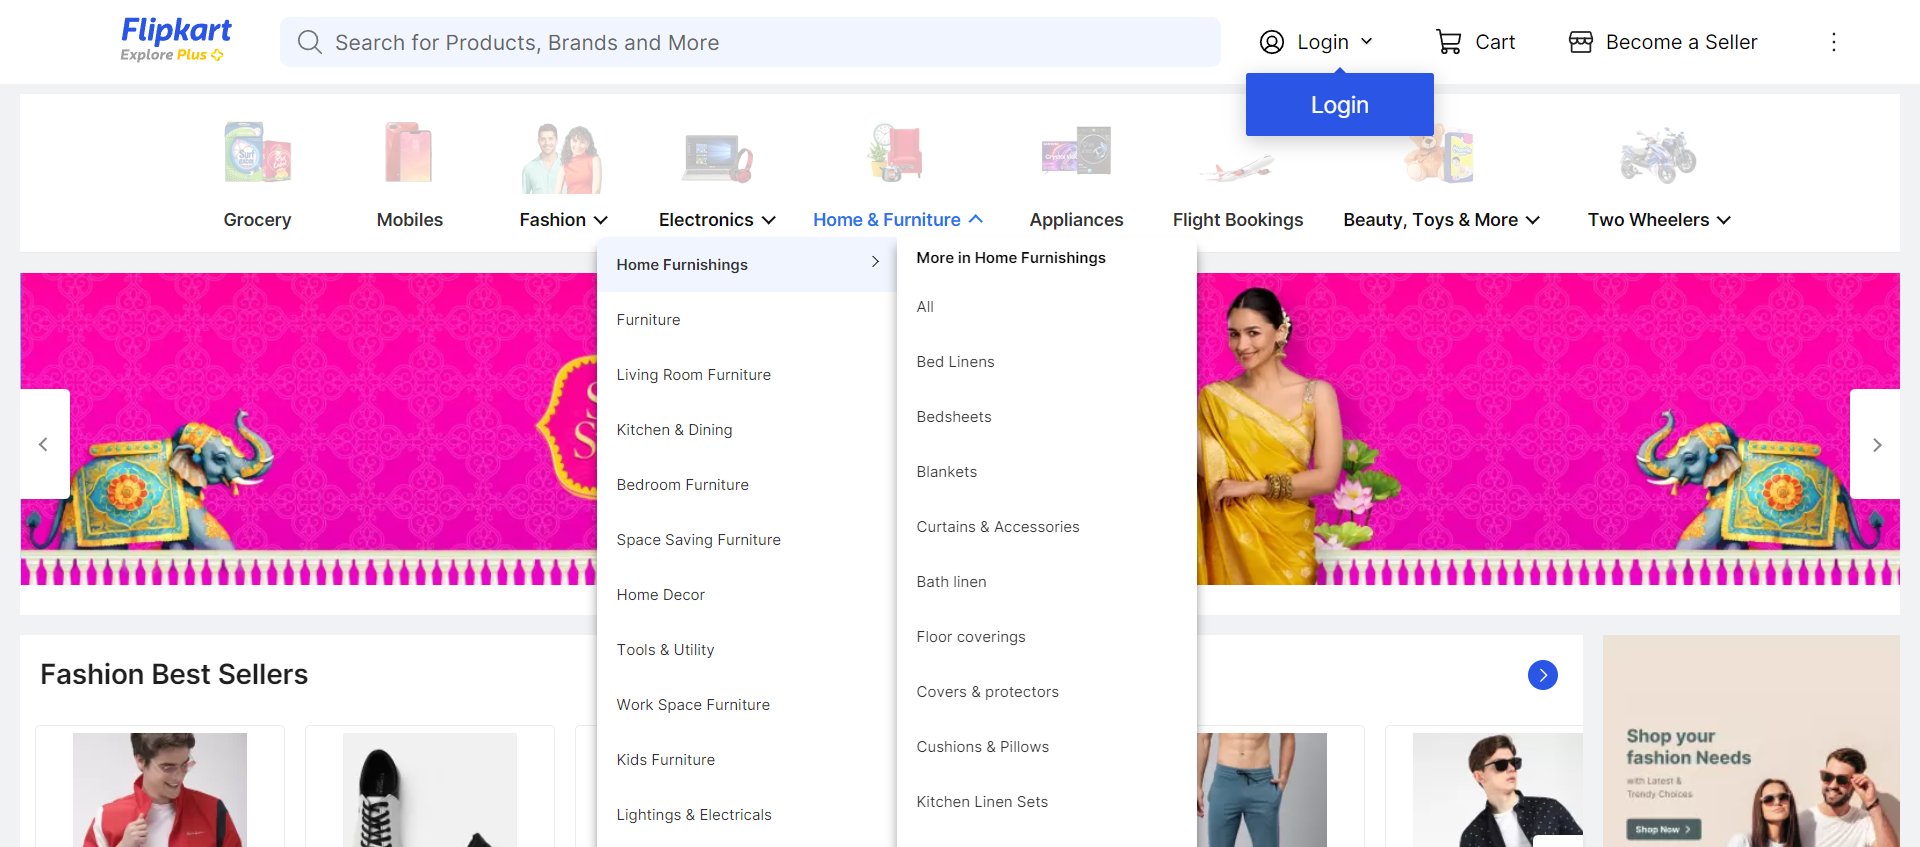 Flipkart
Explore Plus
Search for Products, Brands and More
Login
Cart
Become a Seller
Login
Grocery
Mobiles
Fashion
Electronics
Home & Furniture
Appliances
Flight Bookings
Beauty, Toys & More
Two Wheelers
Home Furnishings
Furniture
Living Room Furniture
Kitchen & Dining
Bedroom Furniture
Space Saving Furniture
Home Decor
Tools & Utility
Work Space Furniture
Kids Furniture
Lightings & Electricals
More in Home Furnishings
All
Bed Linens
Bedsheets
Blankets
Curtains & Accessories
Bath linen
Floor coverings
Covers & protectors
Cushions & Pillows
Kitchen Linen Sets
Fashion Best Sellers
Shop your
fashion Needs
with Latest &
Trendy Choices
Shop Now